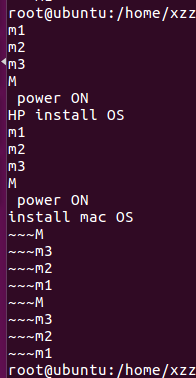 root@ubuntu:/home/xzz
m1
m2
m3
M
 power ON
HP install OS
m1
m2
m3
M
 power ON
install mac OS
~~~M
~~~m3
~~~m2
~~~m1
~~~M
~~~m3
~~~m2
~~~m1
root@ubuntu:/home/xzz